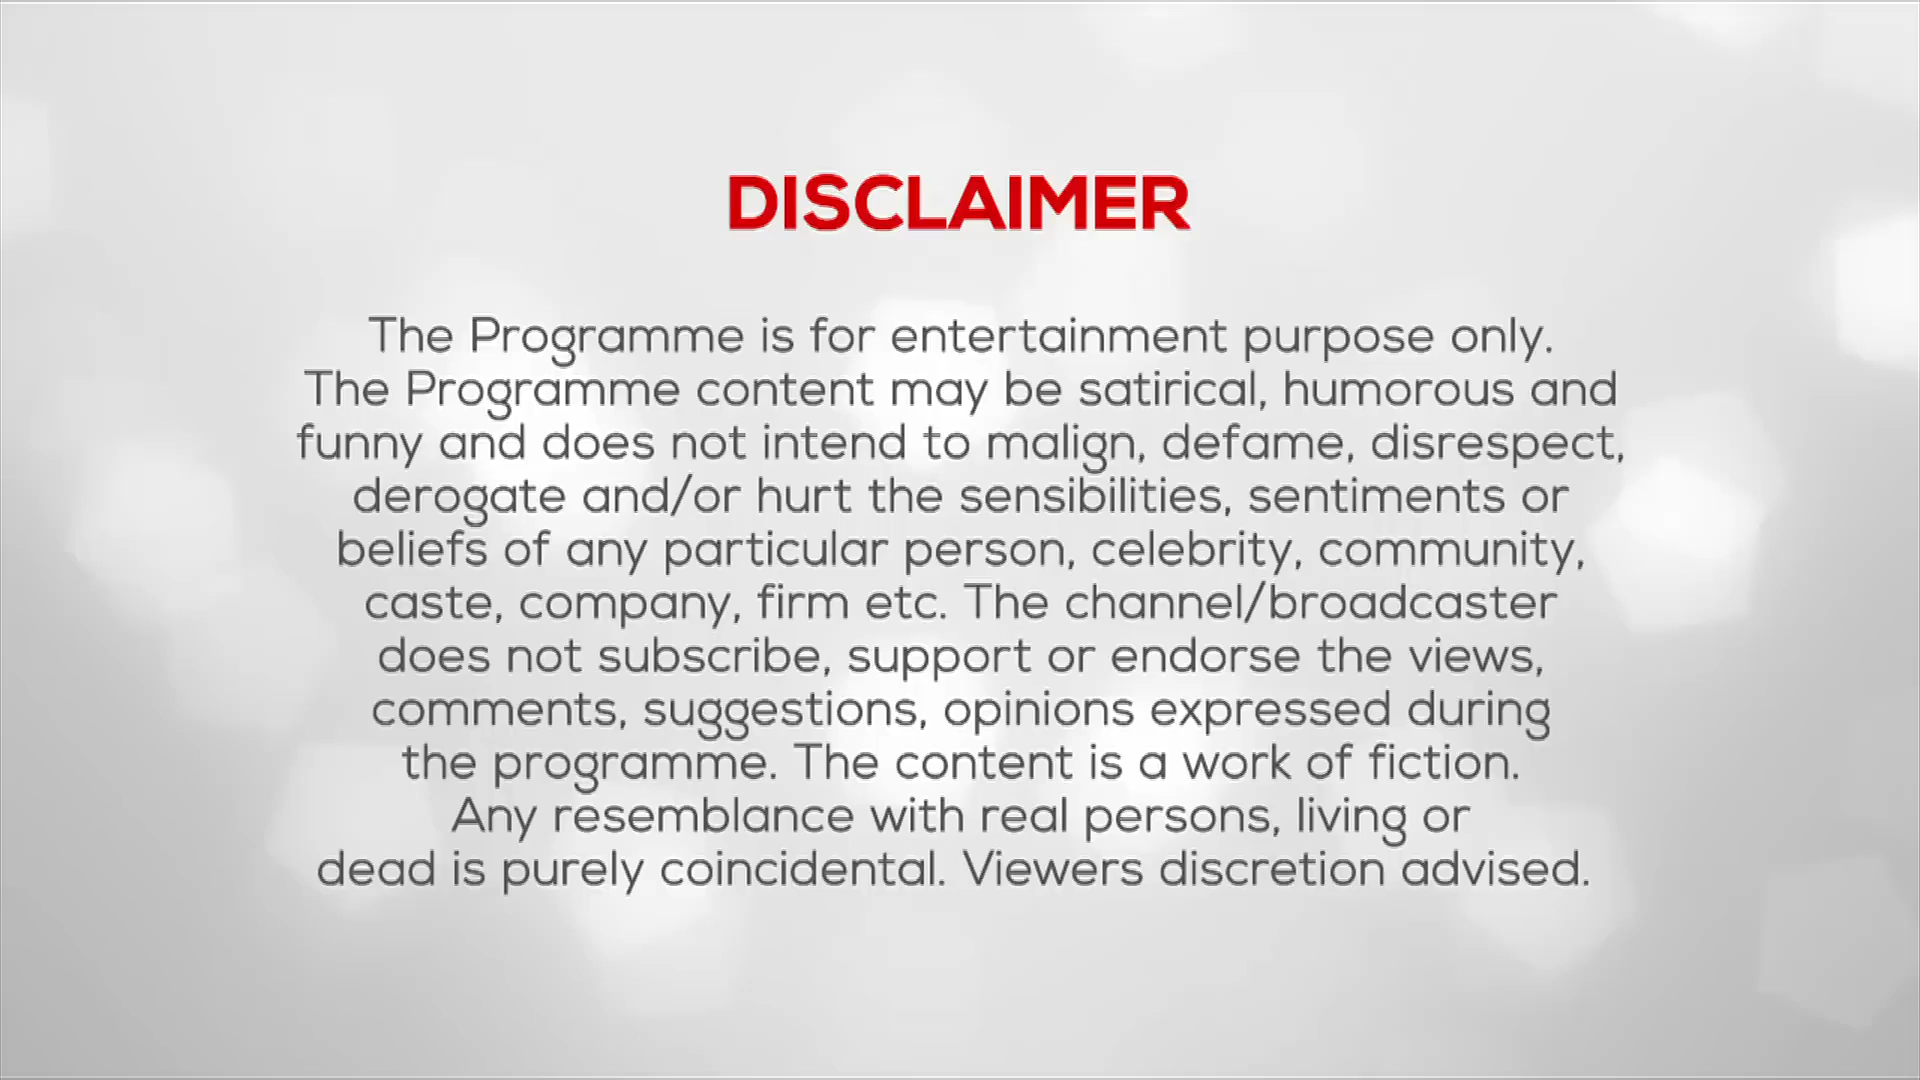 DISCLAIMER
The Programme is for entertainment purpose only.
The Programme content may be satirical, humorous and
funny and does not intend to malign, defame, disrespect,
derogate and/or hurt the sensibilities, sentiments or
beliefs of any particular person, celebrity, community,
caste, company, firm etc. The channel/broadcaster
does not subscribe, support or endorse the views,
comments, suggestions, opinions expressed during
the programme. The content is a work of fiction.
Any resemblance with real persons, living or
dead is purely coincidental. Viewers discretion advised.